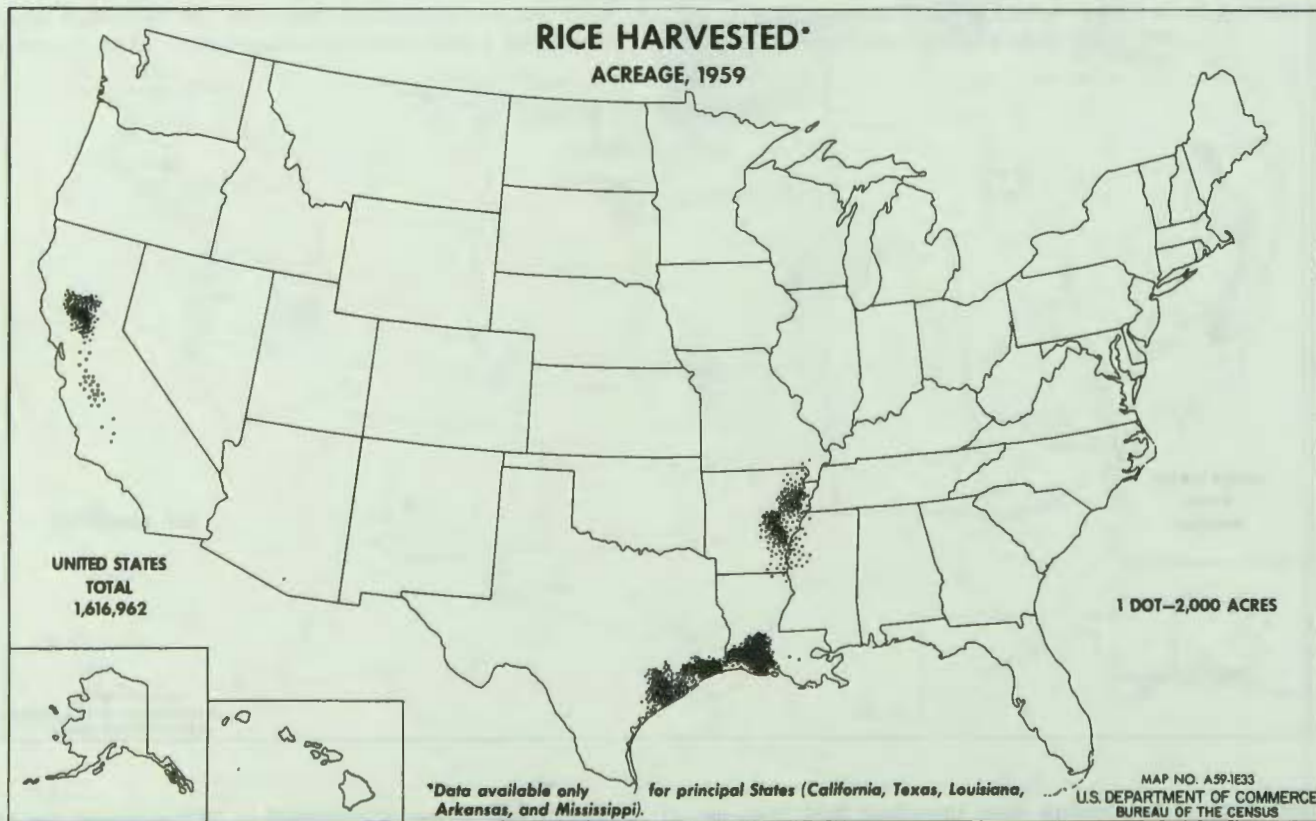 RICE HARVESTED*
ACREAGE, 1959
UNITED STATES
TOTAL
1,616,962
1 DOT—2,000 ACRES
*Data available only for principal States (California, Texas, Louisiana,
Arkansas, and Mississippi).
MAP NO. A59-1E33
U.S. DEPARTMENT OF COMMERCE
BUREAU OF THE CENSUS